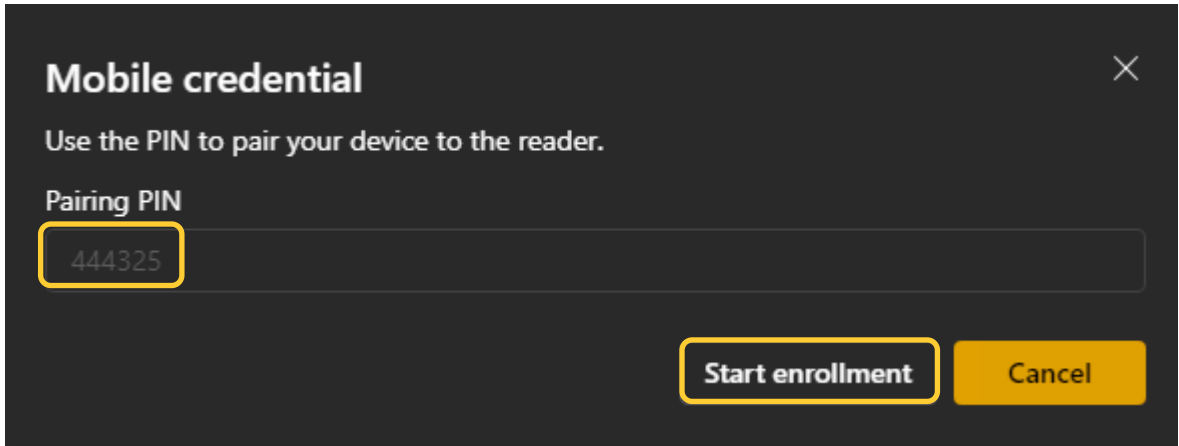 Mobile credential
Use the PIN to pair your device to the reader.
Pairing PIN
444325
Start enrollment
Cancel